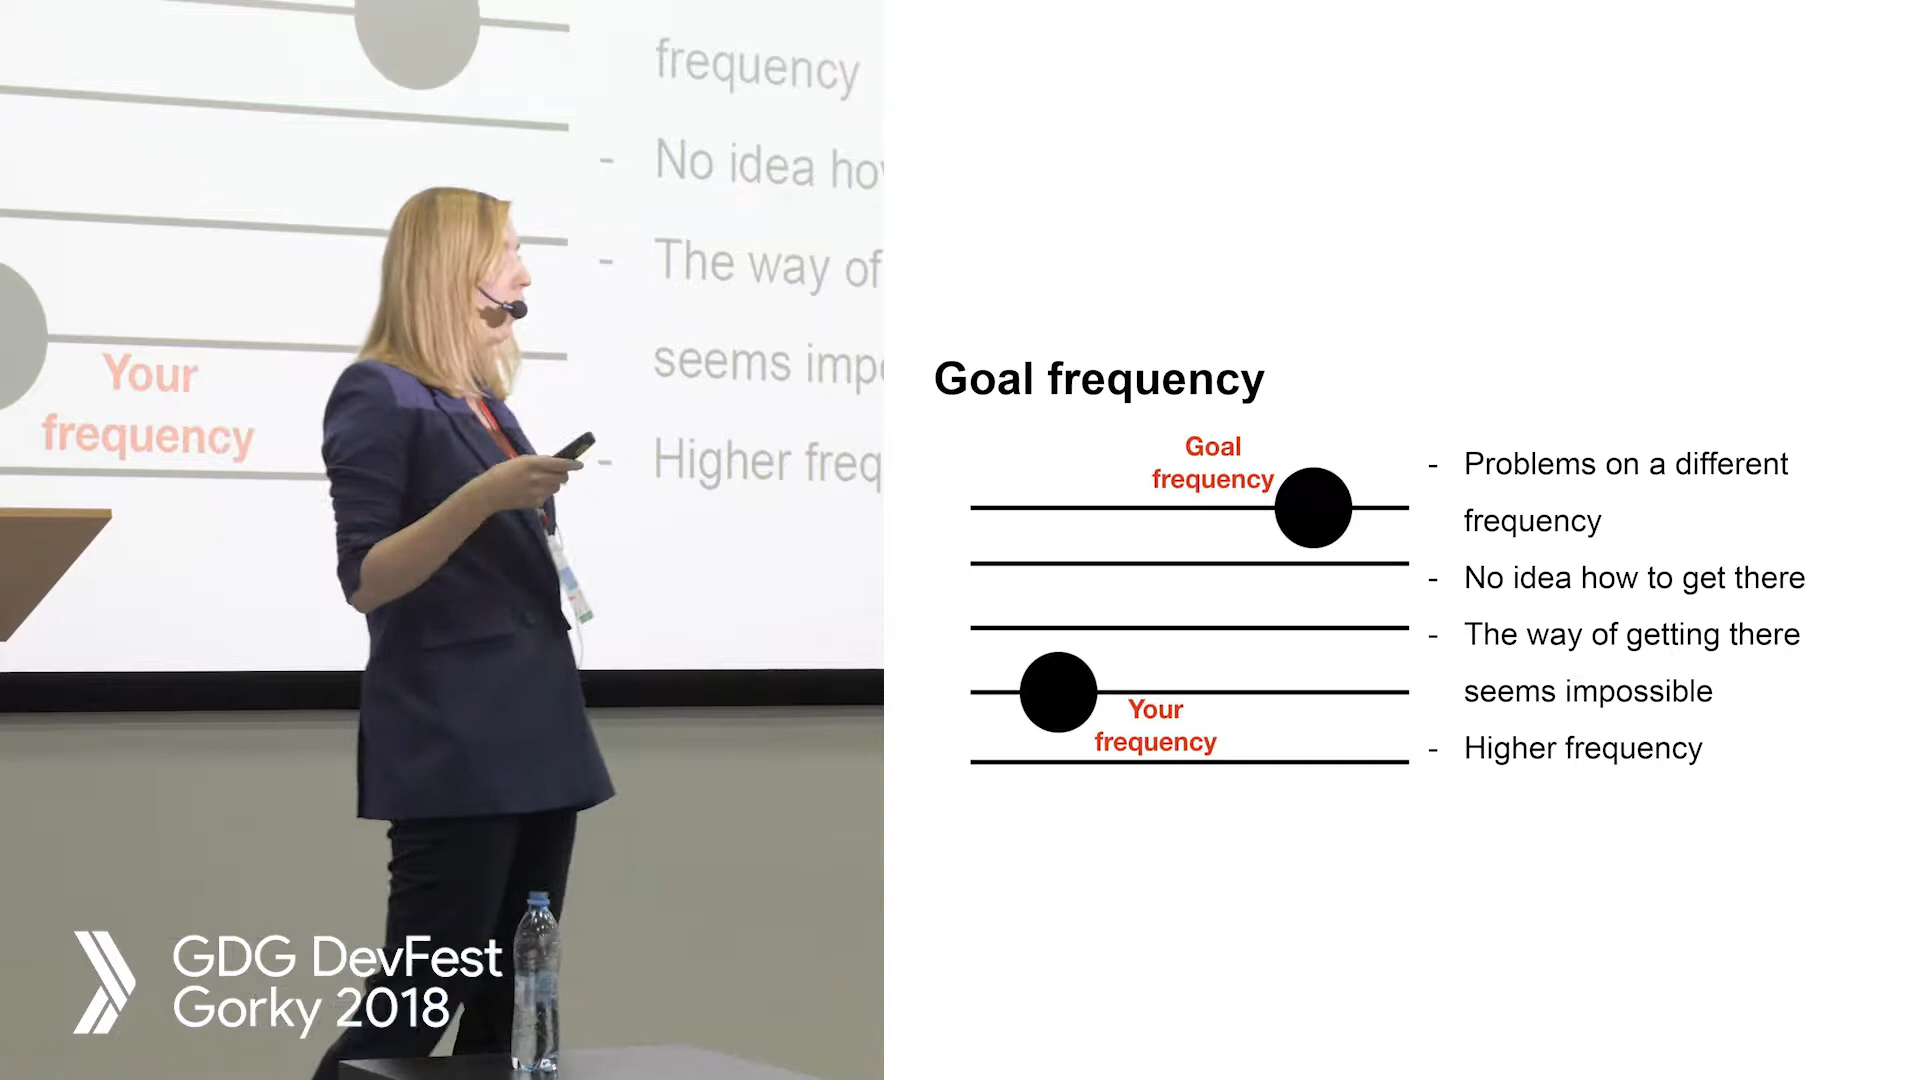 frequency
- No idea how
- The way of
seems impo
- Higher freq
Your
frequency
GDG DevFest
Gorky 2018
Goal frequency
Goal
frequency
Your
frequency
- Problems on a different
frequency
- No idea how to get there
- The way of getting there
seems impossible
- Higher frequency